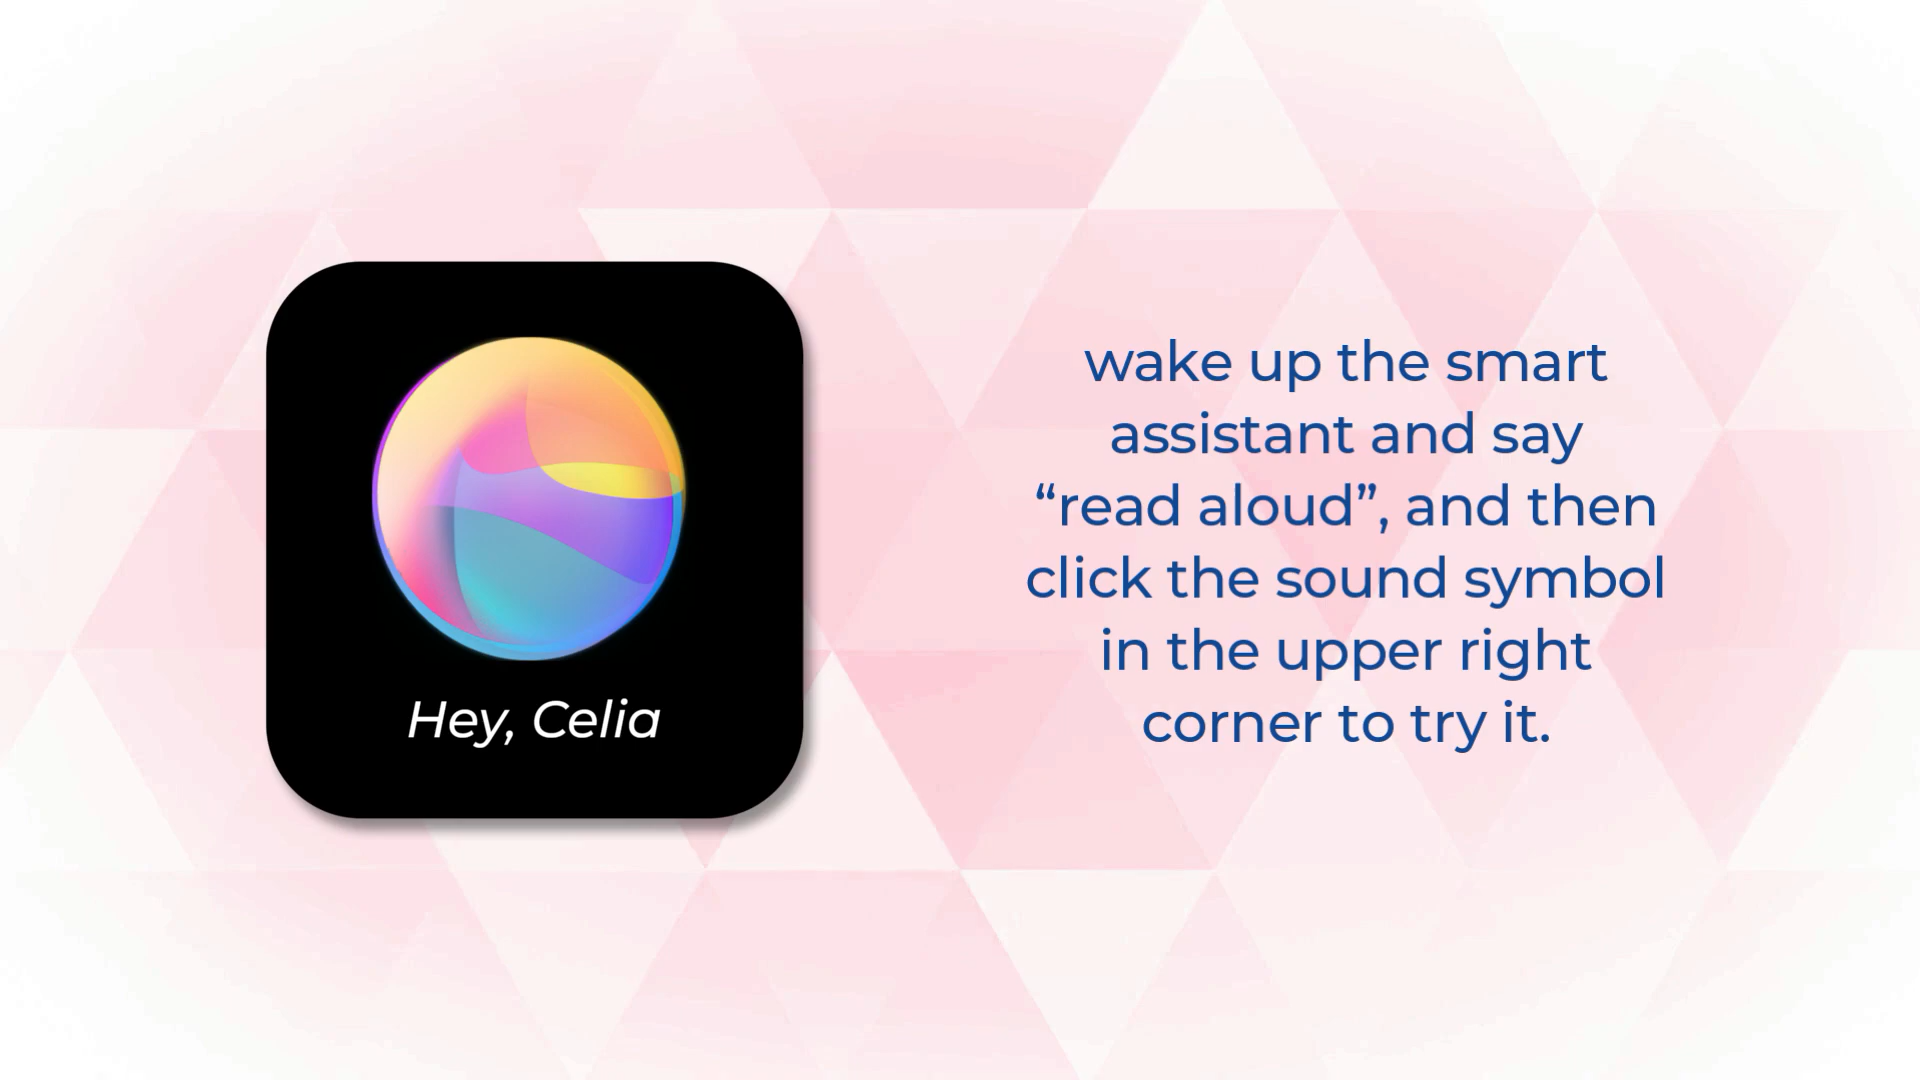 Hey, Celia
wake up the smart
assistant and say
“read aloud”, and then
click the sound symbol
in the upper right
corner to try it.